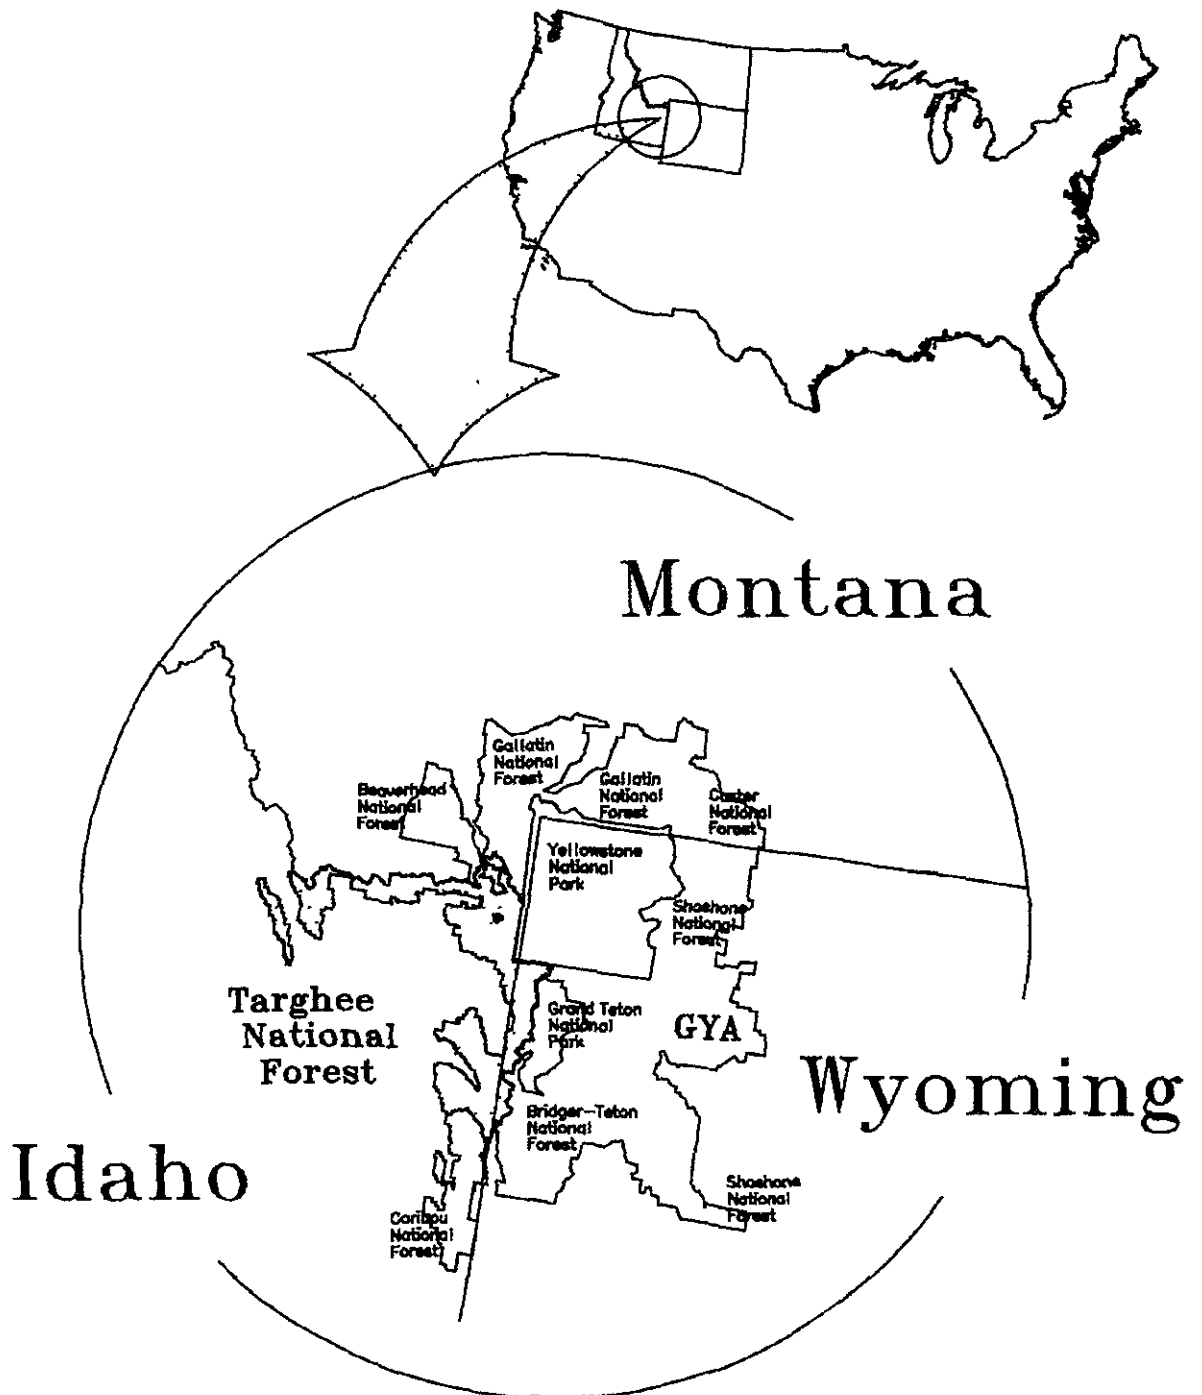 Montana
Gallatin
National
Forest
Beaverhead
National
Forest
Gallatin
National
Forest
Custer
National
Forest
Yellowstone
National
Park
Shoshone
National
Forest
Targhee
National
Forest
Grand Teton
National
Park
GYA
Wyoming
Bridger-Teton
National
Forest
Idaho
Shoshone
National
Forest
Caribou
National
Forest